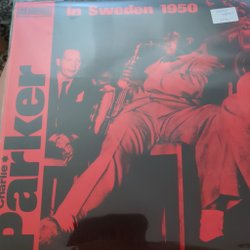 In Sweden 1950
Charlie ★
Parker